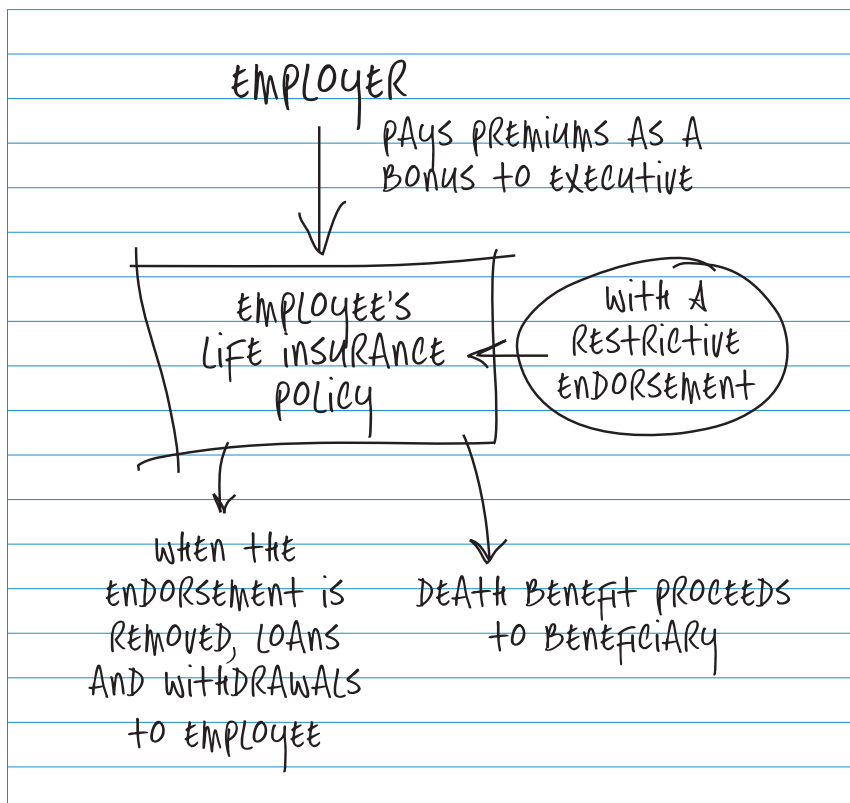 EMPLOYER
PAYS PREMIUMS AS A
BONUS TO EXECUTIVE
EMPLOYEE'S
LIFE INSURANCE
POLICY
WITH A
RESTRICTIVE
ENDORSEMENT
WHEN THE
ENDORSEMENT IS
REMOVED, LOANS
AND WITHDRAWALS
TO EMPLOYEE
DEATH BENEFIT PROCEEDS
TO BENEFICIARY